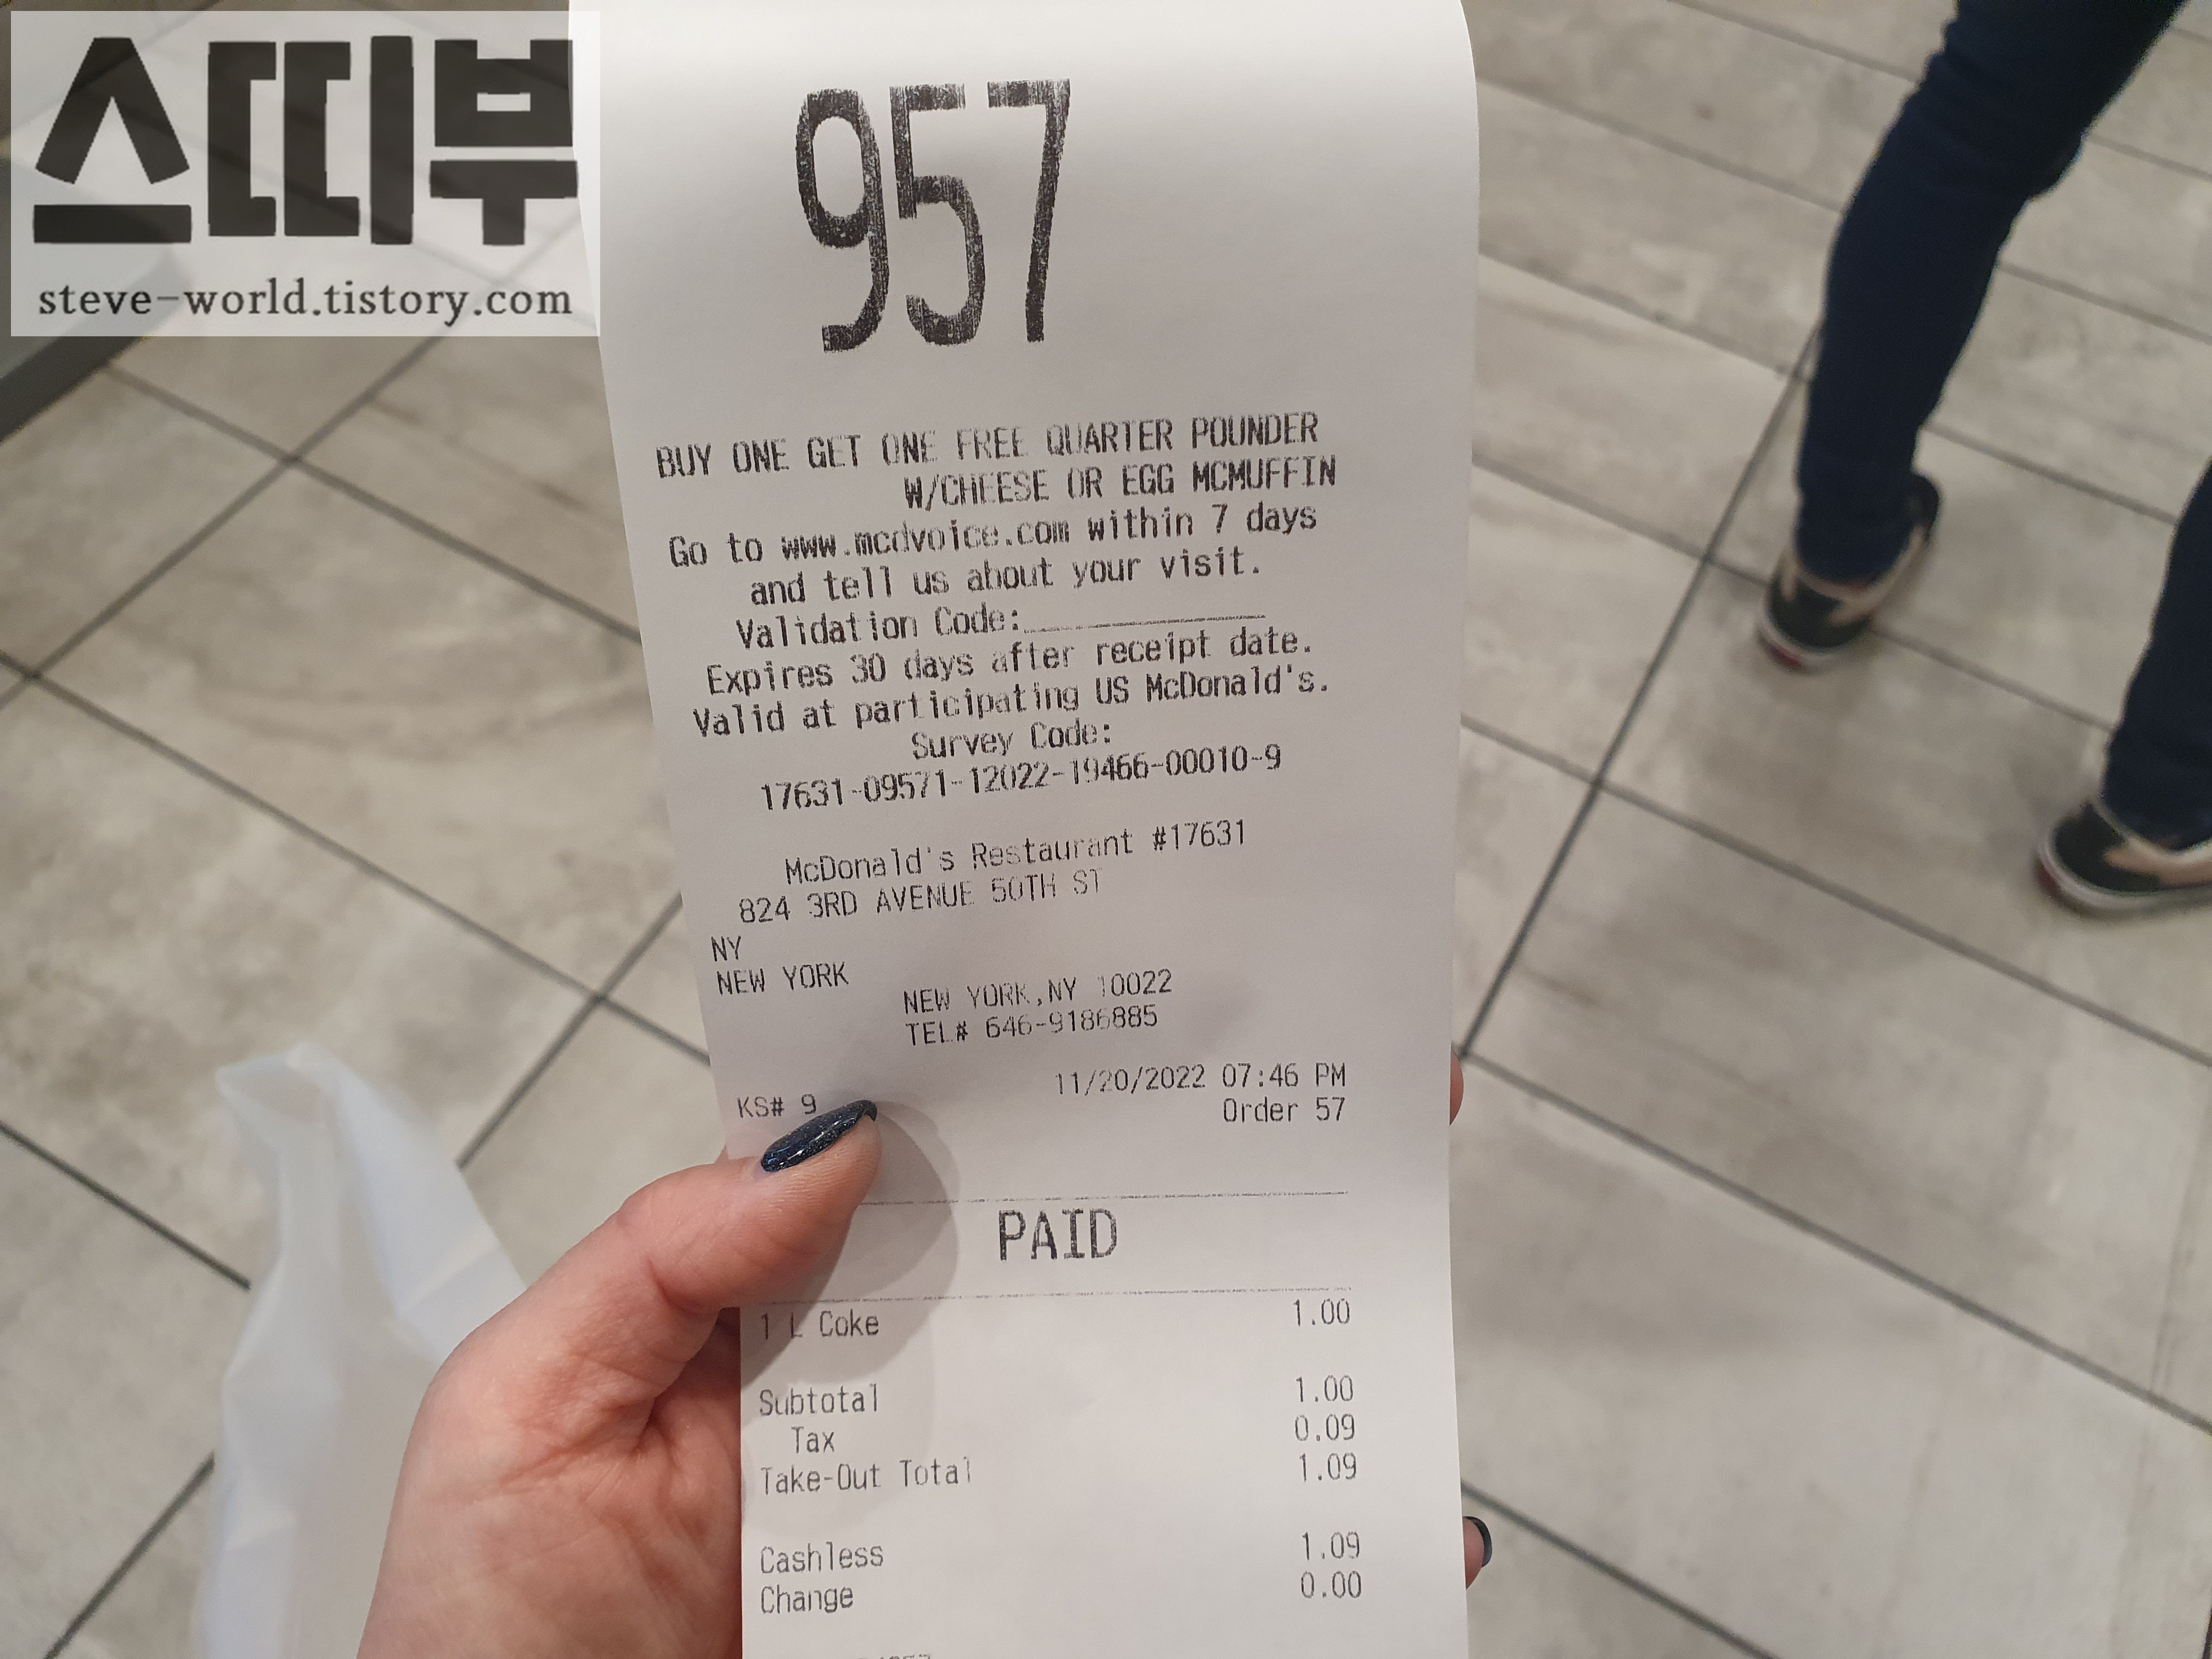 스띠부
steve-world.tistory.com
957
BUY ONE GET ONE FREE QUARTER POUNDER
W/CHEESE OR EGG MCMUFFIN
Go to www.mcdvoice.com within 7 days
and tell us about your visit.
Validation Code:
Expires 30 days after receipt date.
Valid at participating US McDonald's.
Survey Code:
17631-09571-12022-19466-00010-9
McDonald's Restaurant #17631
824 3RD AVENUE 50TH ST
NY
NEW YORK
NEW YORK,NY 10022
TEL# 646-9186885
KS# 9 11/20/2022 07:46 PM
Order 57
PAID
1 L Coke 1.00
Subtotal 1.00
Tax 0.09
Take-Out Total 1.09
Cashless 1.09
Change 0.00